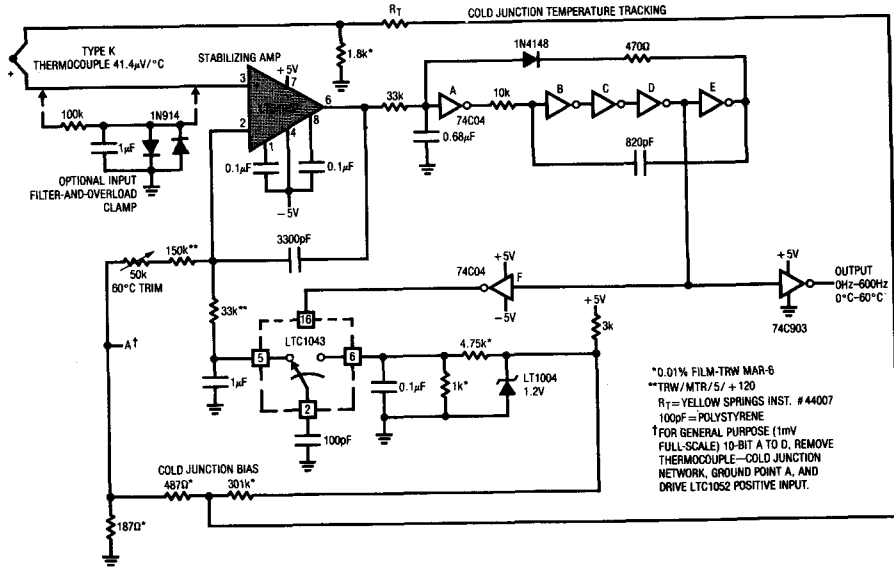 R_T
COLD JUNCTION TEMPERATURE TRACKING
TYPE K
THERMOCOUPLE 41.4µV/°C
+
STABILIZING AMP
1.8k*
1N4148
470Ω
+5V
7
3
2
6
1
4
8
33k
A
74C04
10k
B
C
D
E
0.68µF
820pF
100k
1N914
1µF
OPTIONAL INPUT
FILTER-AND-OVERLOAD
CLAMP
0.1µF
0.1µF
−5V
3300pF
50k
60°C TRIM
150k**
33k**
A†
74C04
F
+5V
−5V
+5V
74C903
OUTPUT
0Hz–600Hz
0°C–60°C
+5V
3k
16
LTC1043
5
6
2
1µF
100pF
0.1µF
4.75k*
1k*
LT1004
1.2V
*0.01% FILM-TRW MAR-6
**TRW/MTR/5/+120
R_T=YELLOW SPRINGS INST. #44007
100pF=POLYSTYRENE
†FOR GENERAL PURPOSE (1mV
FULL-SCALE) 10-BIT A TO D, REMOVE
THERMOCOUPLE—COLD JUNCTION
NETWORK, GROUND POINT A, AND
DRIVE LTC1052 POSITIVE INPUT.
COLD JUNCTION BIAS
487Ω*
301k*
187Ω*